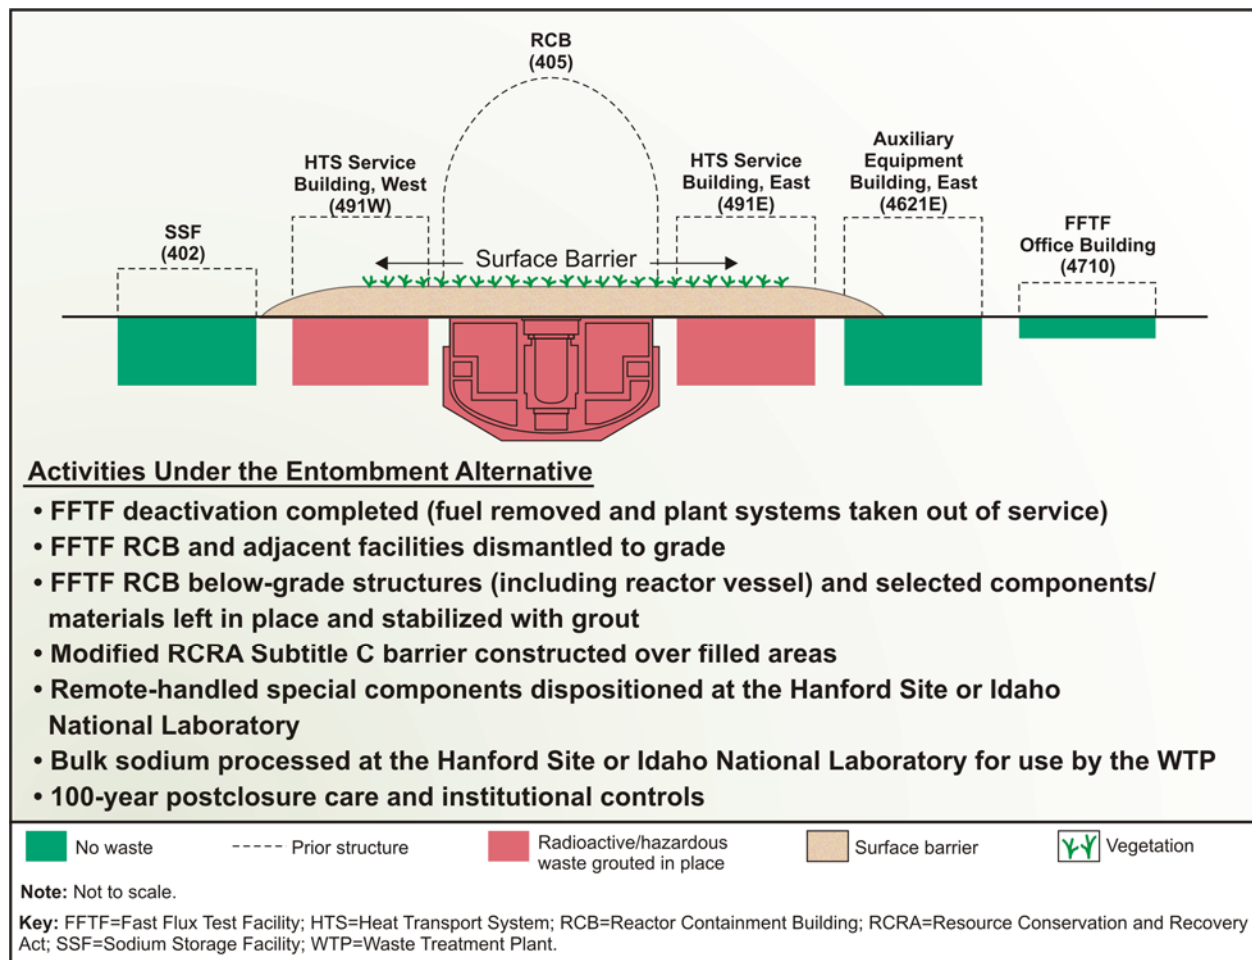 RCB
(405)
HTS Service
Building, West
(491W)
HTS Service
Building, East
(491E)
Auxiliary
Equipment
Building, East
(4621E)
SSF
(402)
FFTF
Office Building
(4710)
Surface Barrier
Activities Under the Entombment Alternative
• FFTF deactivation completed (fuel removed and plant systems taken out of service)
• FFTF RCB and adjacent facilities dismantled to grade
• FFTF RCB below-grade structures (including reactor vessel) and selected components/
materials left in place and stabilized with grout
• Modified RCRA Subtitle C barrier constructed over filled areas
• Remote-handled special components dispositioned at the Hanford Site or Idaho
National Laboratory
• Bulk sodium processed at the Hanford Site or Idaho National Laboratory for use by the WTP
• 100-year postclosure care and institutional controls
No waste
Prior structure
Radioactive/hazardous
waste grouted in place
Surface barrier
Vegetation
Note: Not to scale.
Key: FFTF=Fast Flux Test Facility; HTS=Heat Transport System; RCB=Reactor Containment Building; RCRA=Resource Conservation and Recovery
Act; SSF=Sodium Storage Facility; WTP=Waste Treatment Plant.